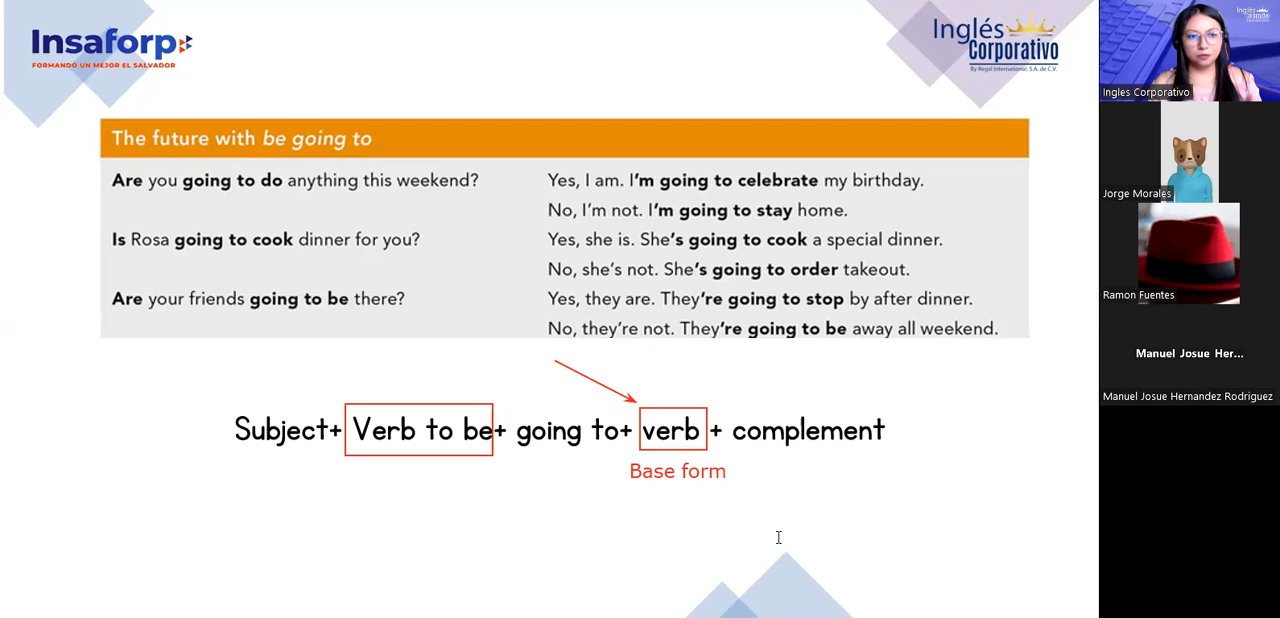 Insaforp
FORMANDO UN MEJOR EL SALVADOR
Inglés
Corporativo
By Regal International, S.A. de C.V.
The future with be going to
Are you going to do anything this weekend?
Yes, I am. I'm going to celebrate my birthday.
No, I'm not. I'm going to stay home.
Is Rosa going to cook dinner for you?
Yes, she is. She's going to cook a special dinner.
No, she's not. She's going to order takeout.
Are your friends going to be there?
Yes, they are. They're going to stop by after dinner.
No, they're not. They're going to be away all weekend.
Subject+ Verb to be+ going to+ verb + complement
Base form
Inglés
Ingles Corporativo
Jorge Morales
Ramon Fuentes
Manuel Josue Her...
Manuel Josue Hernandez Rodriguez